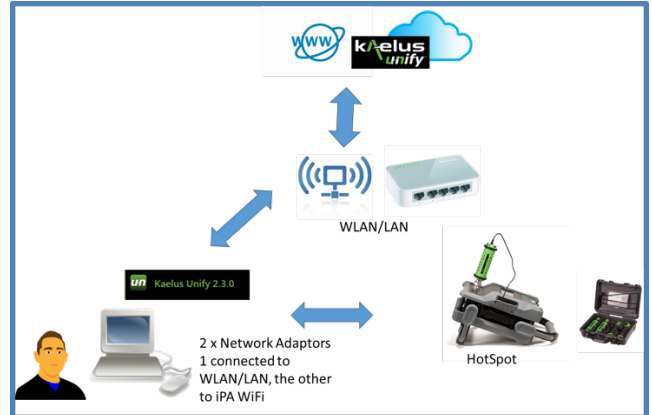 www
kAelus
unify
WLAN/LAN
un Kaelus Unify 2.3.0
2 x Network Adaptors
1 connected to
WLAN/LAN, the other
to iPA WiFi
HotSpot